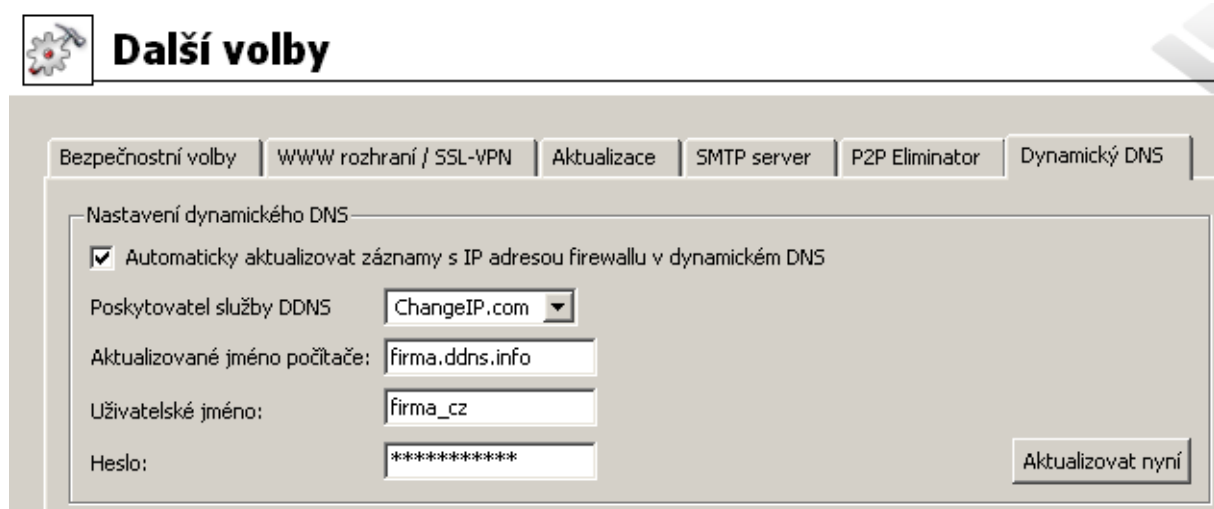 Další volby
Bezpečnostní volby WWW rozhraní / SSL-VPN Aktualizace SMTP server P2P Eliminator Dynamický DNS
Nastavení dynamického DNS
Automaticky aktualizovat záznamy s IP adresou firewallu v dynamickém DNS
Poskytovatel služby DDNS ChangeIP.com
Aktualizované jméno počítače: firma.ddns.info
Uživatelské jméno: firma_cz
Heslo: ***********
Aktualizovat nyní